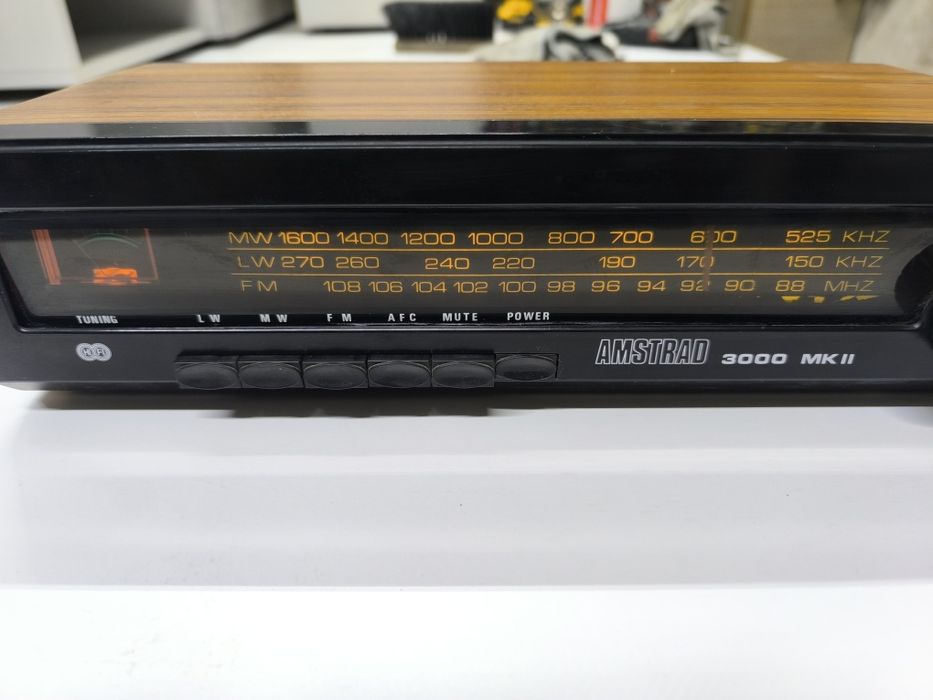 MW 1600 1400 1200 1000 800 700 600 525 KHZ
LW 270 260 240 220 190 170 150 KHZ
FM 108 106 104 102 100 98 96 94 92 90 88 MHZ
TUNING LW MW FM AFC MUTE POWER
HiFi AMSTRAD 3000 MKII